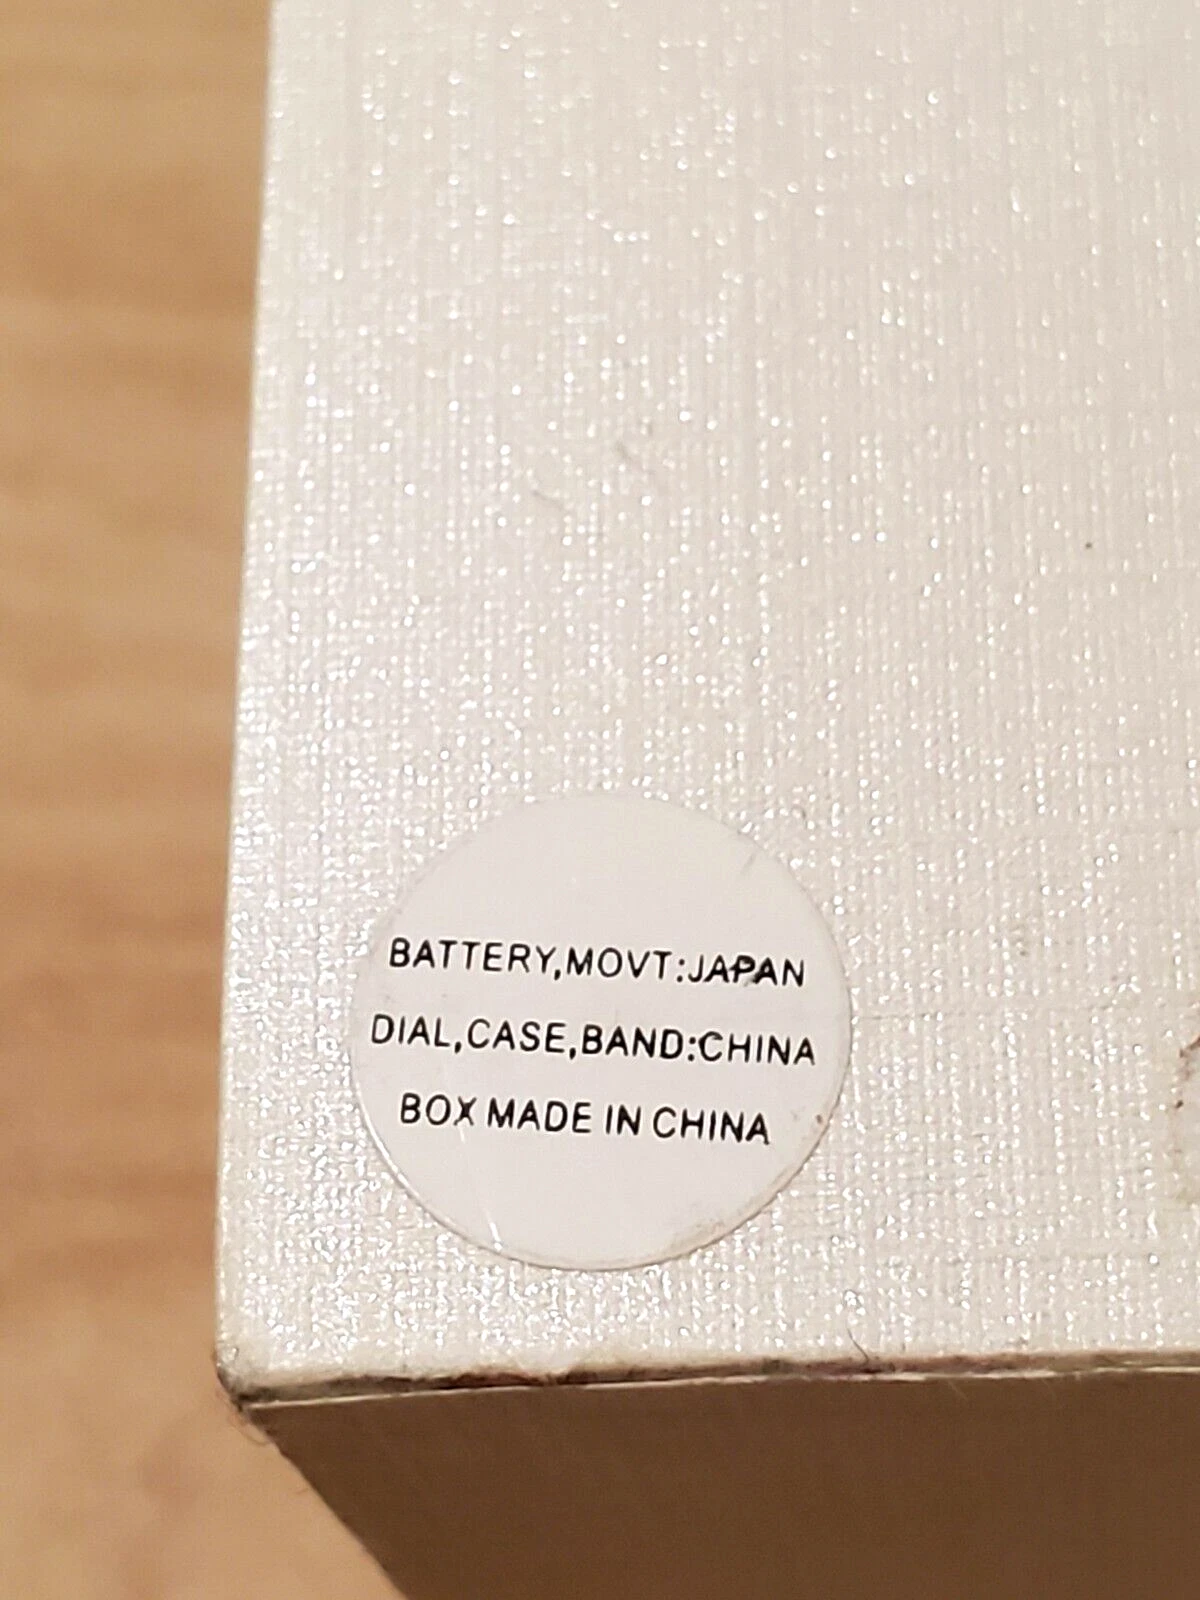 BATTERY,MOVT:JAPAN
DIAL,CASE,BAND:CHINA
BOX MADE IN CHINA